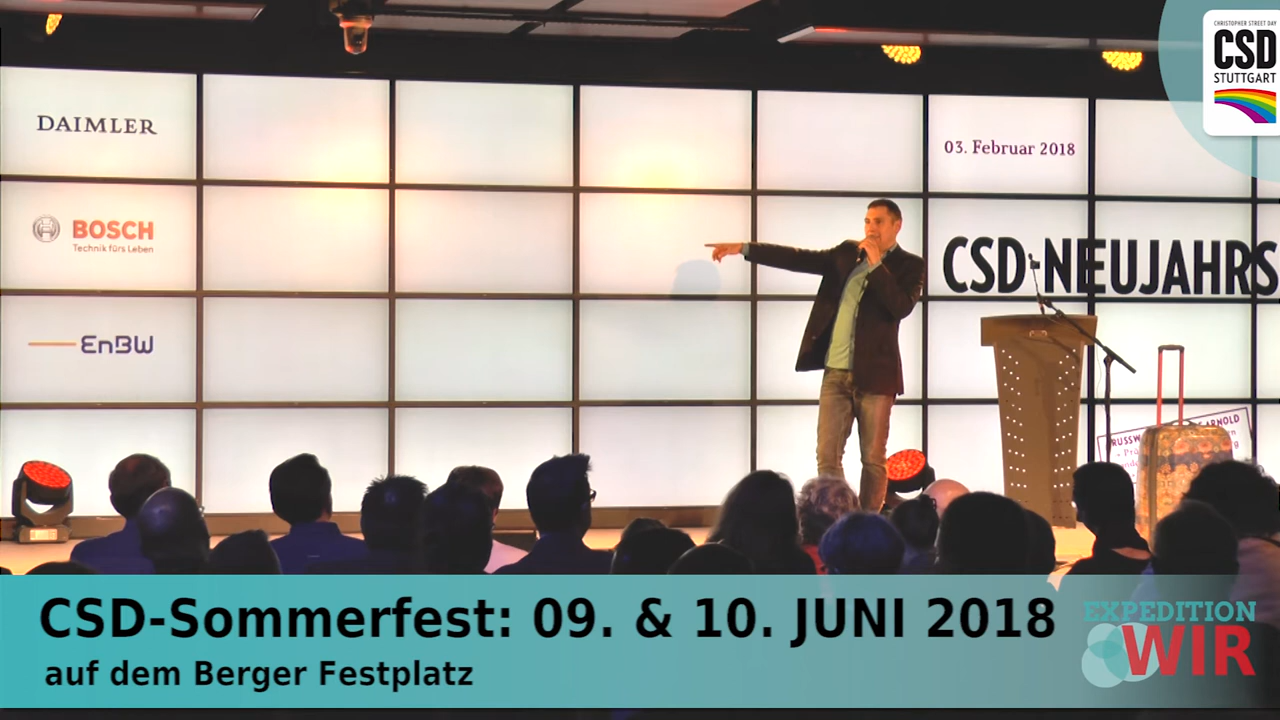 CHRISTOPHER STREET DAY
CSD
STUTTGART
DAIMLER
03. Februar 2018
BOSCH
Technik fürs Leben
CSD-NEUJAHRS
EnBW
ARNOLD
CSD-Sommerfest: 09. & 10. JUNI 2018
auf dem Berger Festplatz
EXPEDITION
WIR